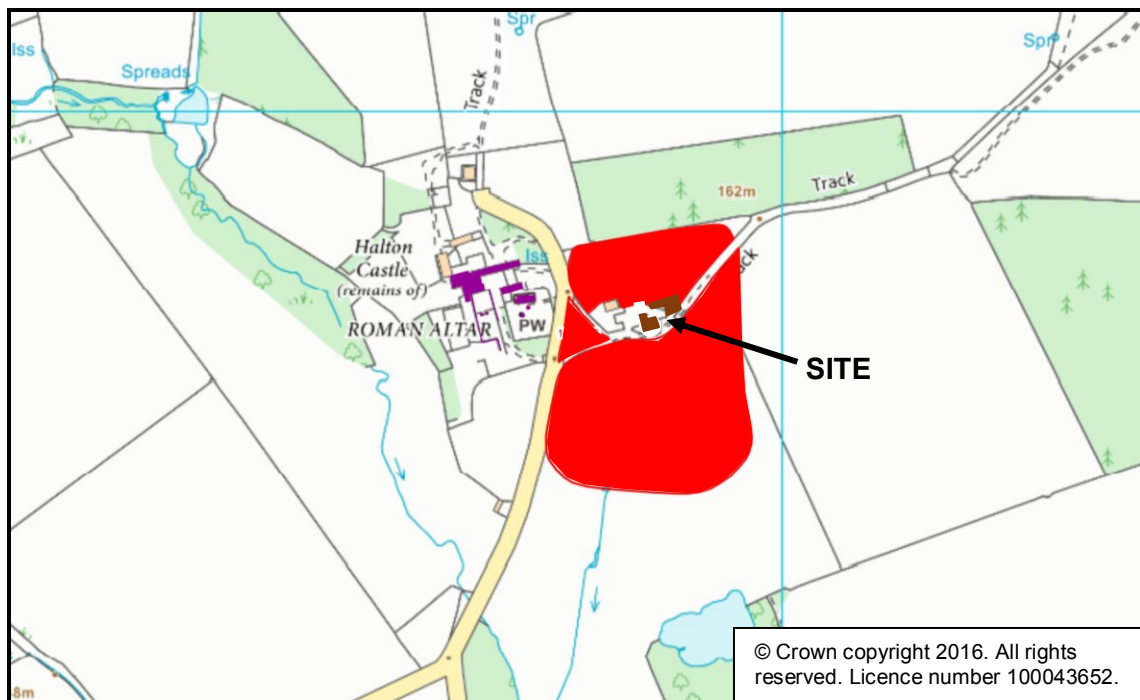 Spr
Iss
Spreads
Spr
Track
162m
Track
Halton
Castle
(remains of)
Iss
ROMAN ALTAR
PW
SITE
© Crown copyright 2016. All rights
reserved. Licence number 100043652.